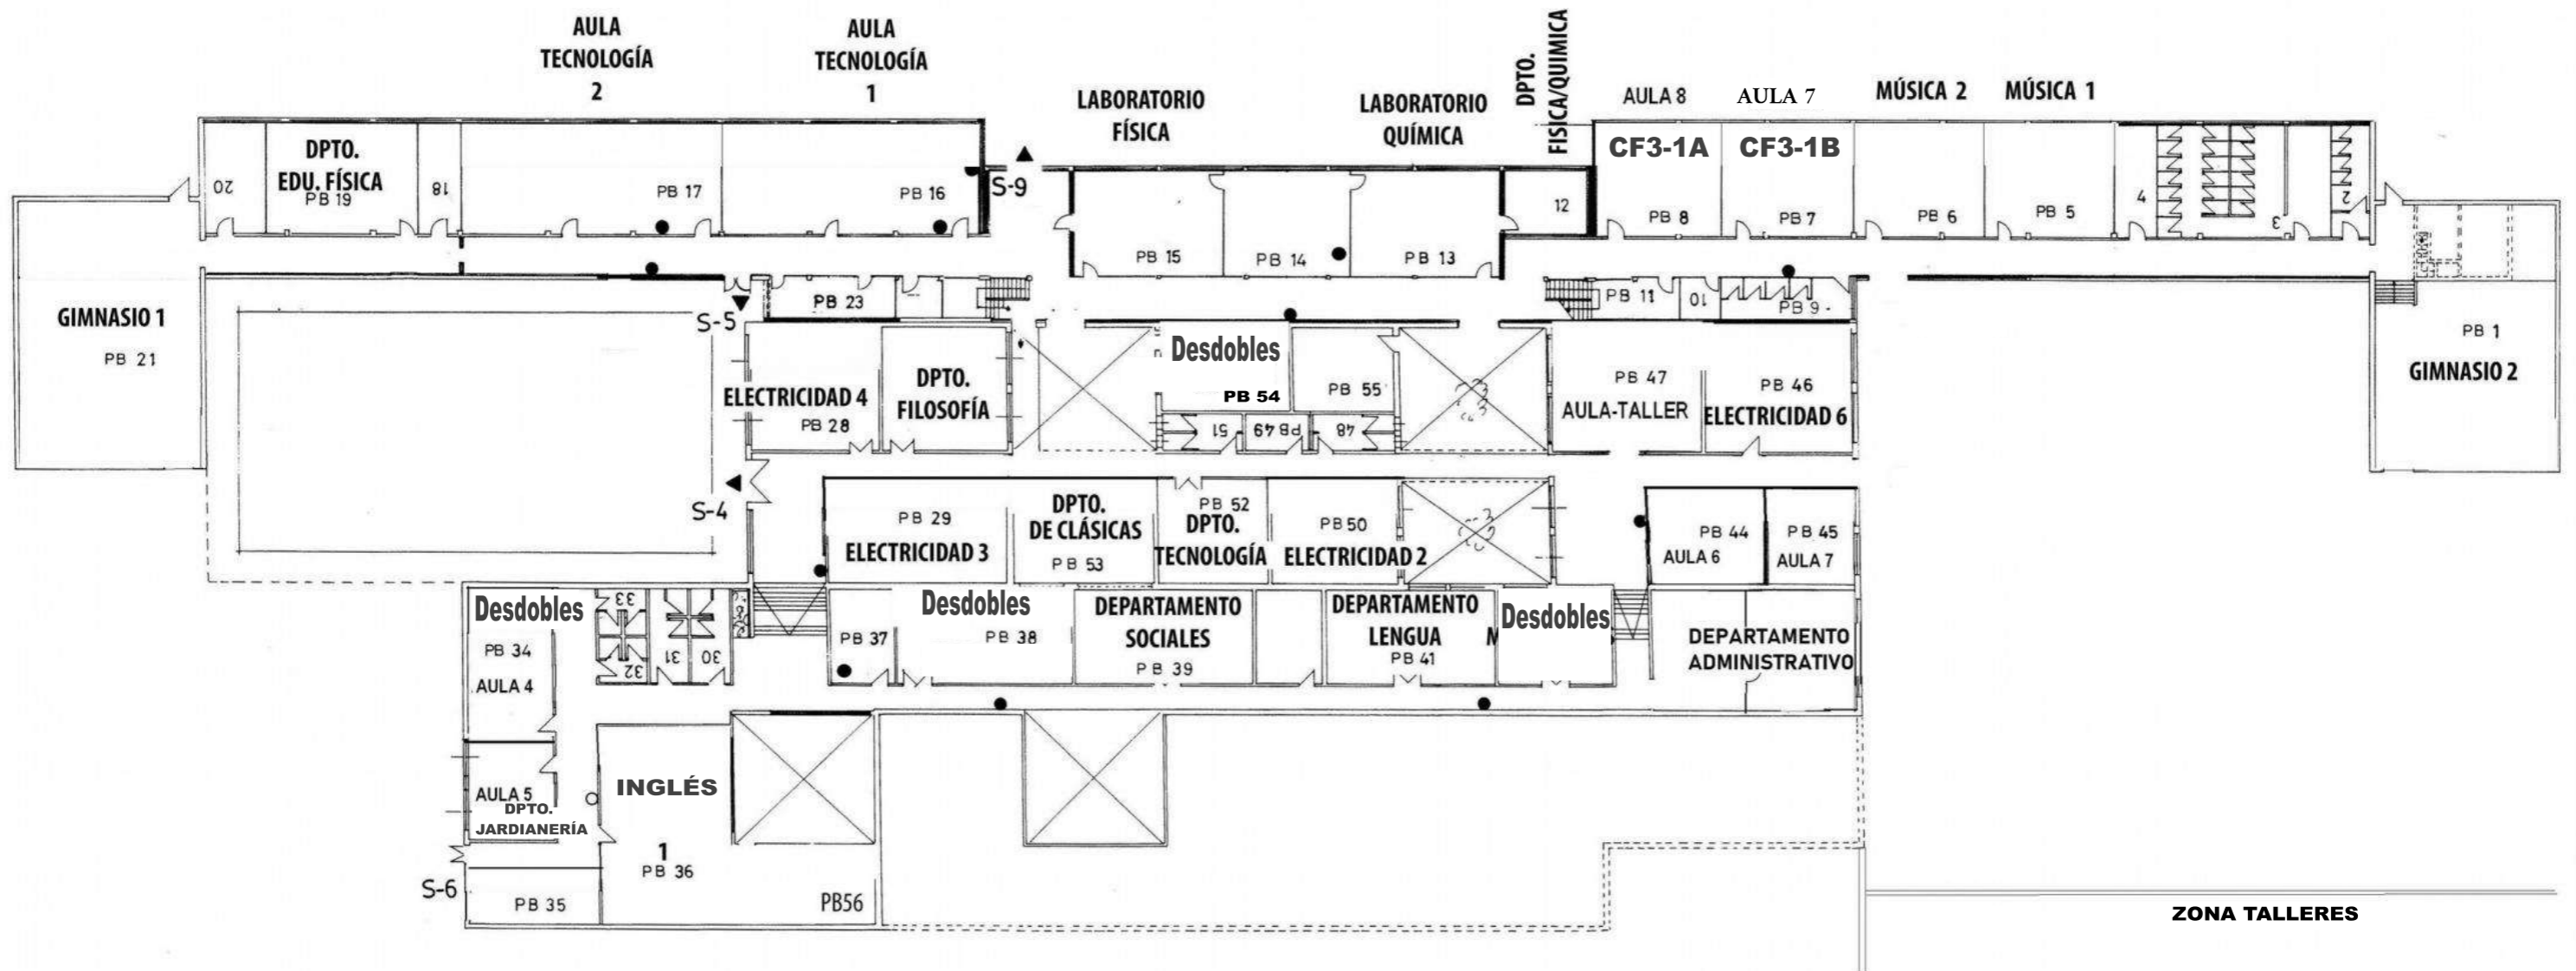 AULA
TECNOLOGÍA
2
AULA
TECNOLOGÍA
1
LABORATORIO
FÍSICA
LABORATORIO
QUÍMICA
DPTO.
FISICA/QUIMICA
AULA 8
AULA 7
MÚSICA 2
MÚSICA 1
20
DPTO.
EDU. FÍSICA
PB 19
18
PB 17
PB 16
S-9
PB 15
PB 14
PB 13
12
CF3-1A
PB 8
CF3-1B
PB 7
PB 6
PB 5
4
3
2
GIMNASIO 1
PB 21
S-5
PB 23
PB 11
10
PB 9
PB 1
GIMNASIO 2
ELECTRICIDAD 4
PB 28
DPTO.
FILOSOFÍA
Desdobles
PB 54
PB 55
51
PB 49
48
PB 47
AULA-TALLER
PB 46
ELECTRICIDAD 6
S-4
PB 29
ELECTRICIDAD 3
DPTO.
DE CLÁSICAS
PB 53
PB 52
DPTO.
TECNOLOGÍA
PB 50
ELECTRICIDAD 2
PB 44
AULA 6
PB 45
AULA 7
Desdobles
PB 34
AULA 4
33
32
31
30
PB 37
Desdobles
PB 38
DEPARTAMENTO
SOCIALES
PB 39
DEPARTAMENTO
LENGUA
PB 41
M
Desdobles
DEPARTAMENTO
ADMINISTRATIVO
AULA 5
DPTO.
JARDIANERÍA
INGLÉS
1
PB 36
S-6
PB 35
PB56
ZONA TALLERES